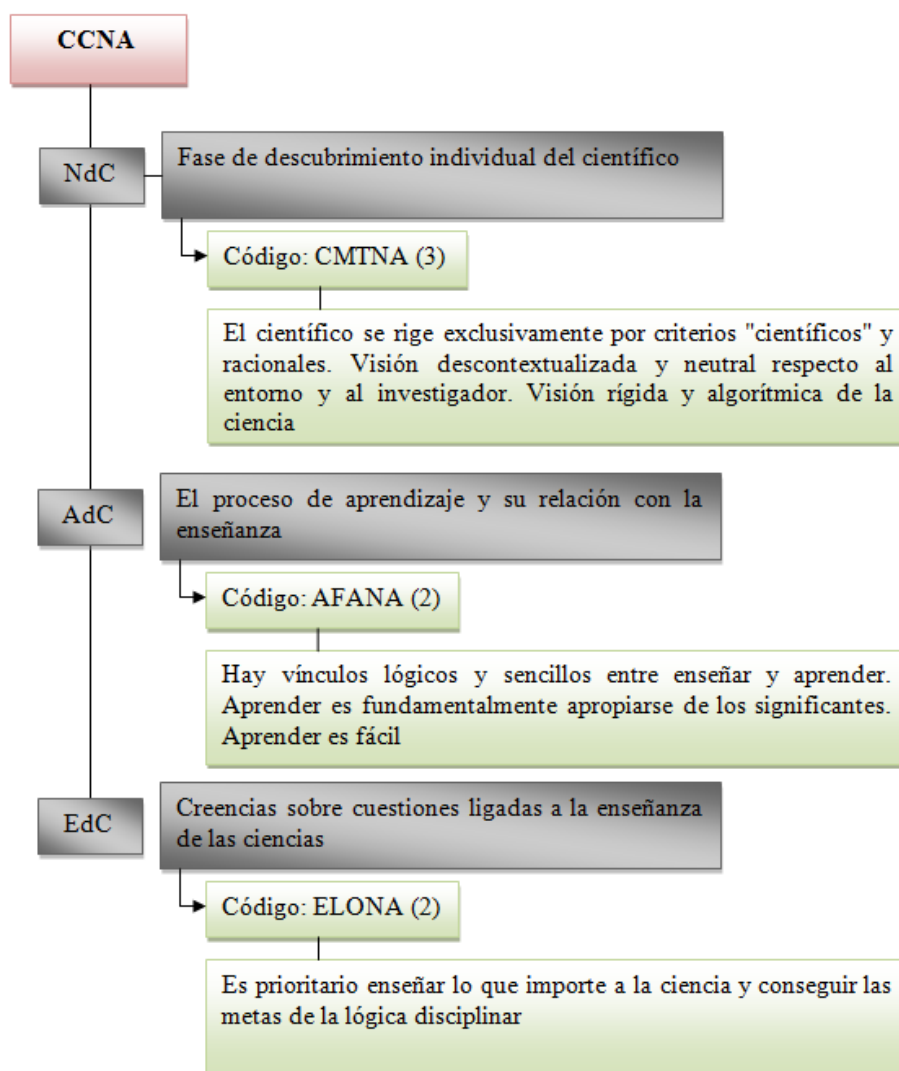 CCNA
NdC
Fase de descubrimiento individual del científico
Código: CMTNA (3)
El científico se rige exclusivamente por criterios "científicos" y
racionales. Visión descontextualizada y neutral respecto al
entorno y al investigador. Visión rígida y algorítmica de la
ciencia
AdC
El proceso de aprendizaje y su relación con la
enseñanza
Código: AFANA (2)
Hay vínculos lógicos y sencillos entre enseñar y aprender.
Aprender es fundamentalmente apropiarse de los significantes.
Aprender es fácil
EdC
Creencias sobre cuestiones ligadas a la enseñanza
de las ciencias
Código: ELONA (2)
Es prioritario enseñar lo que importe a la ciencia y conseguir las
metas de la lógica disciplinar